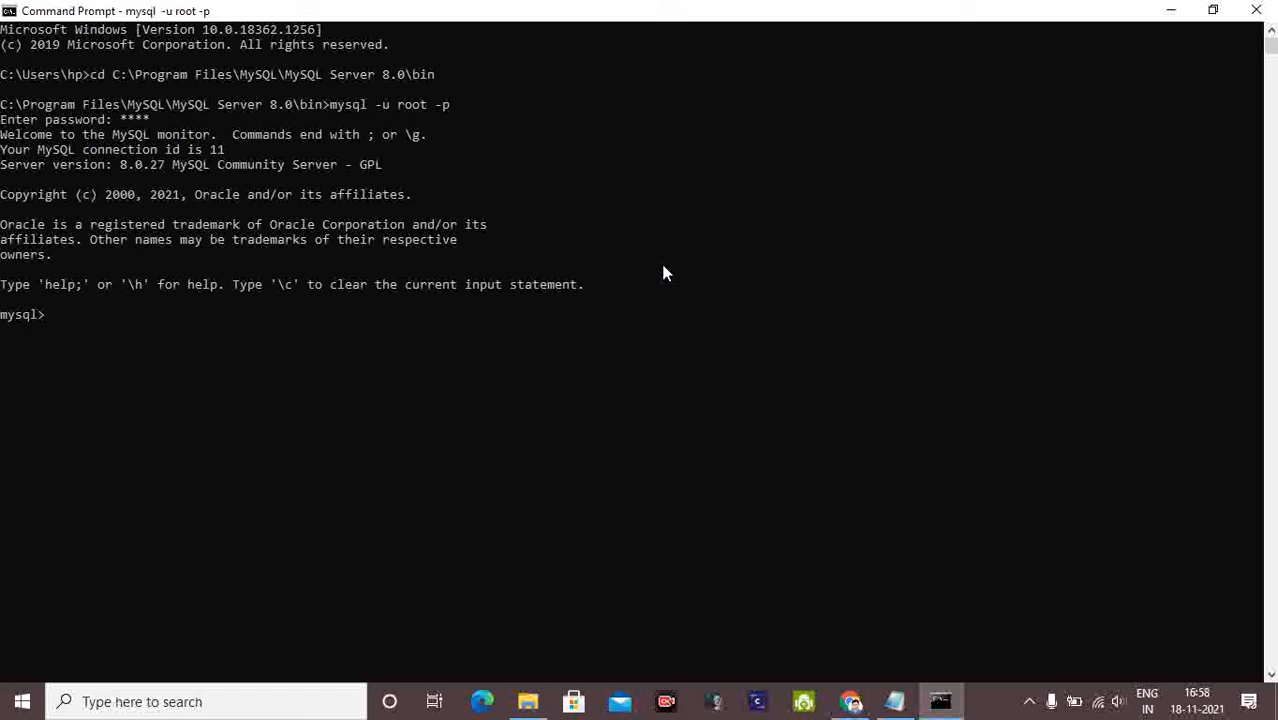 Command Prompt - mysql -u root -p
Microsoft Windows [Version 10.0.18362.1256]
(c) 2019 Microsoft Corporation. All rights reserved.
C:\Users\hp>cd C:\Program Files\MySQL\MySQL Server 8.0\bin
C:\Program Files\MySQL\MySQL Server 8.0\bin>mysql -u root -p
Enter password: ****
Welcome to the MySQL monitor.  Commands end with ; or \g.
Your MySQL connection id is 11
Server version: 8.0.27 MySQL Community Server - GPL
Copyright (c) 2000, 2021, Oracle and/or its affiliates.
Oracle is a registered trademark of Oracle Corporation and/or its
affiliates. Other names may be trademarks of their respective
owners.
Type 'help;' or '\h' for help. Type '\c' to clear the current input statement.
mysql>
Type here to search
ENG
IN
16:58
18-11-2021